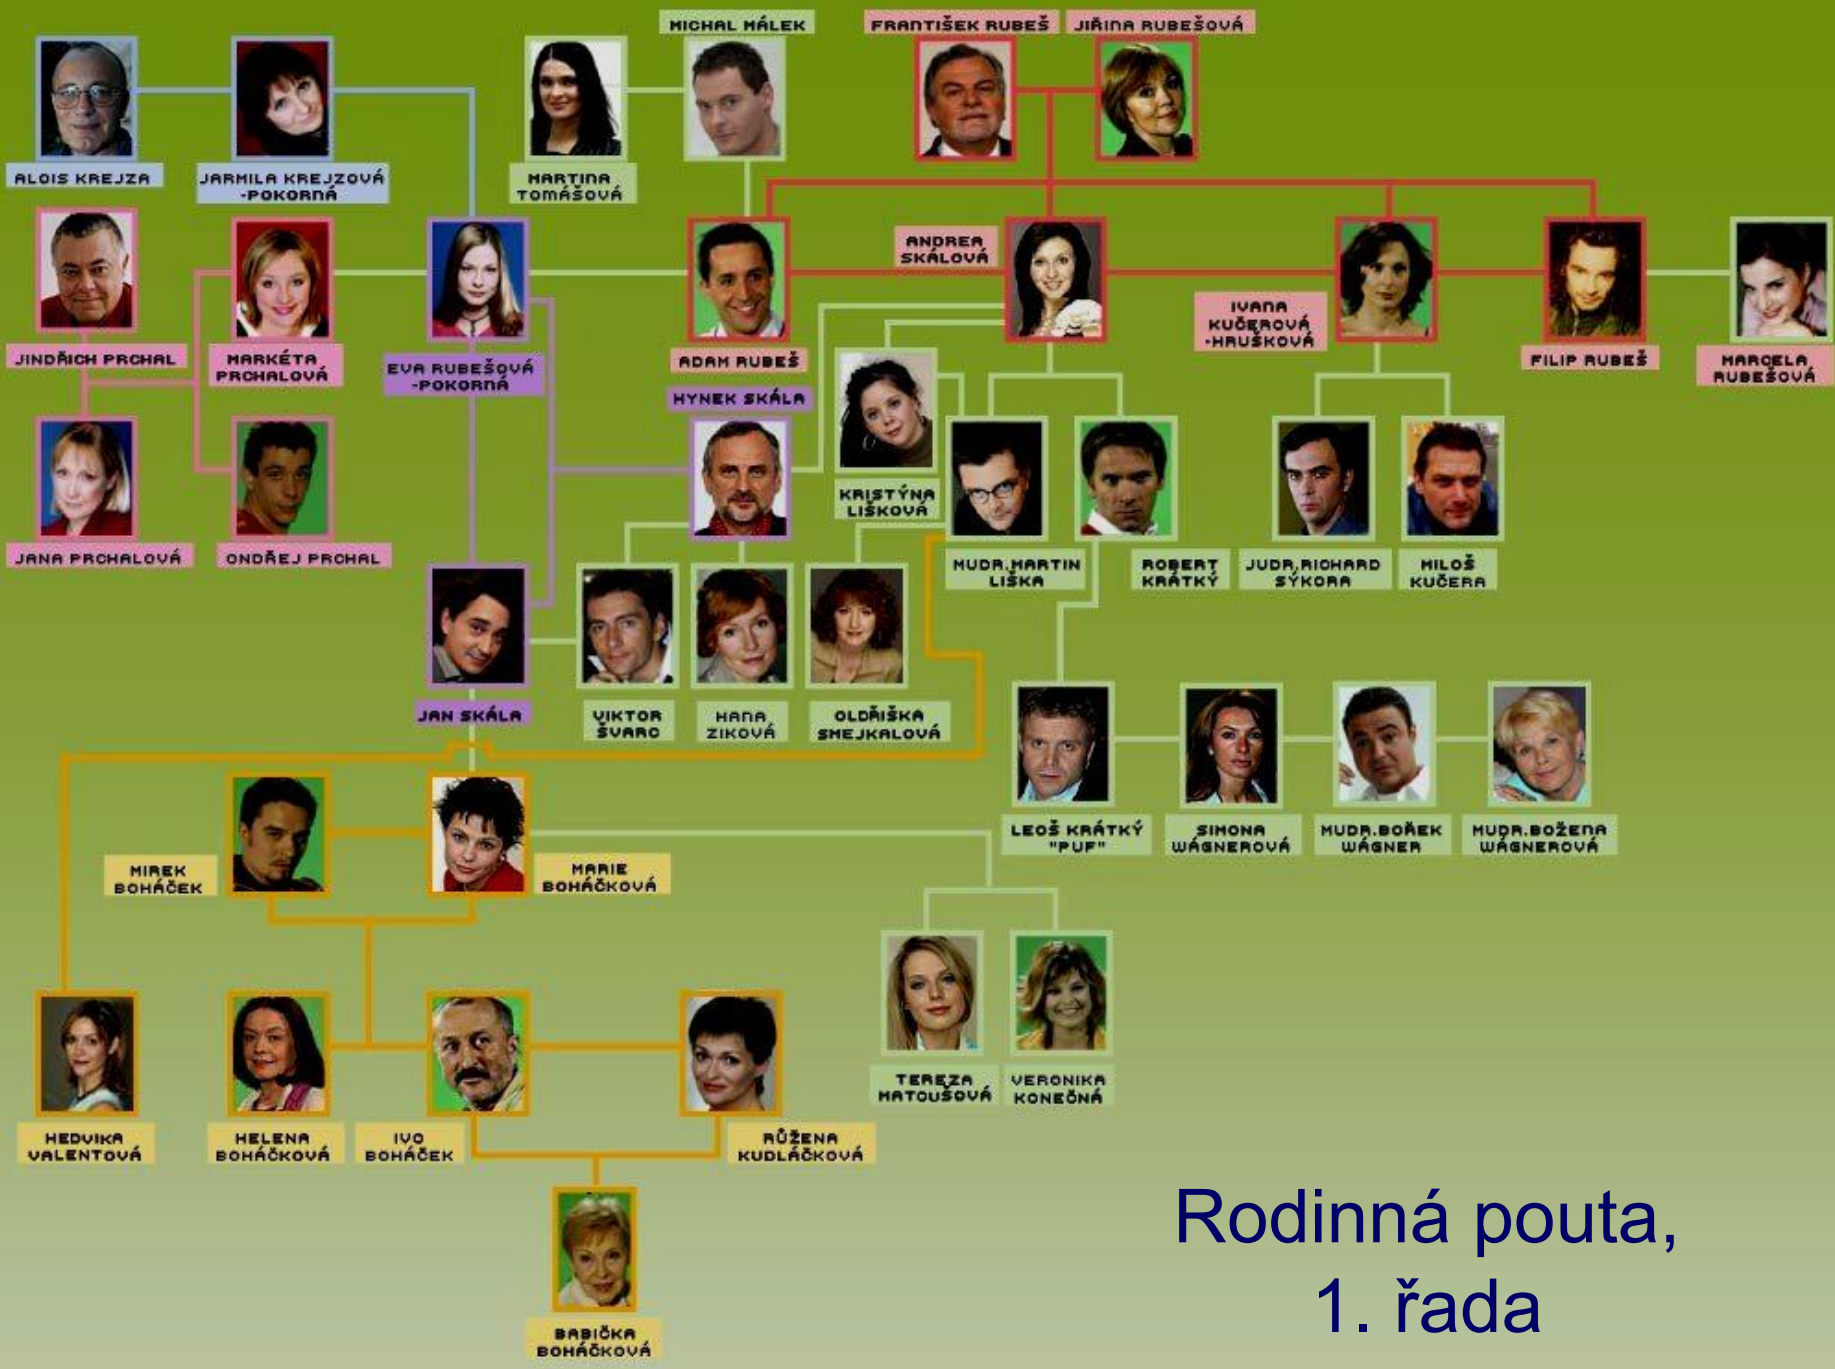 MICHAL MÁLEK
FRANTIŠEK RUBEŠ
JIŘINA RUBEŠOVÁ
ALOIS KREJZA
JARMILA KREJZOVÁ
-POKORNÁ
MARTINA
TOMÁŠOVÁ
ANDREA
SKÁLOVÁ
IVANA
KUČEROVÁ
-HRUŠKOVÁ
JINDŘICH PRCHAL
MARKÉTA
PRCHALOVÁ
EVA RUBEŠOVÁ
-POKORNÁ
ADAM RUBEŠ
FILIP RUBEŠ
MARCELA
RUBEŠOVÁ
HYNEK SKÁLA
KRISTÝNA
LIŠKOVÁ
JANA PRCHALOVÁ
ONDŘEJ PRCHAL
MUDR.MARTIN
LIŠKA
ROBERT
KRÁTKÝ
JUDR.RICHARD
SÝKORA
MILOŠ
KUČERA
JAN SKÁLA
VIKTOR
ŠVARC
HANA
ZIKOVÁ
OLDŘIŠKA
SMEJKALOVÁ
LEOŠ KRÁTKÝ
"PUF"
SIMONA
WÁGNEROVÁ
MUDR.BOŘEK
WÁGNER
MUDR.BOŽENA
WÁGNEROVÁ
MIREK
BOHÁČEK
MARIE
BOHÁČKOVÁ
TEREZA
MATOUŠOVÁ
VERONIKA
KONEČNÁ
HEDVIKA
VALENTOVÁ
HELENA
BOHÁČKOVÁ
IVO
BOHÁČEK
RŮŽENA
KUDLÁČKOVÁ
BABIČKA
BOHÁČKOVÁ
Rodinná pouta,
1. řada